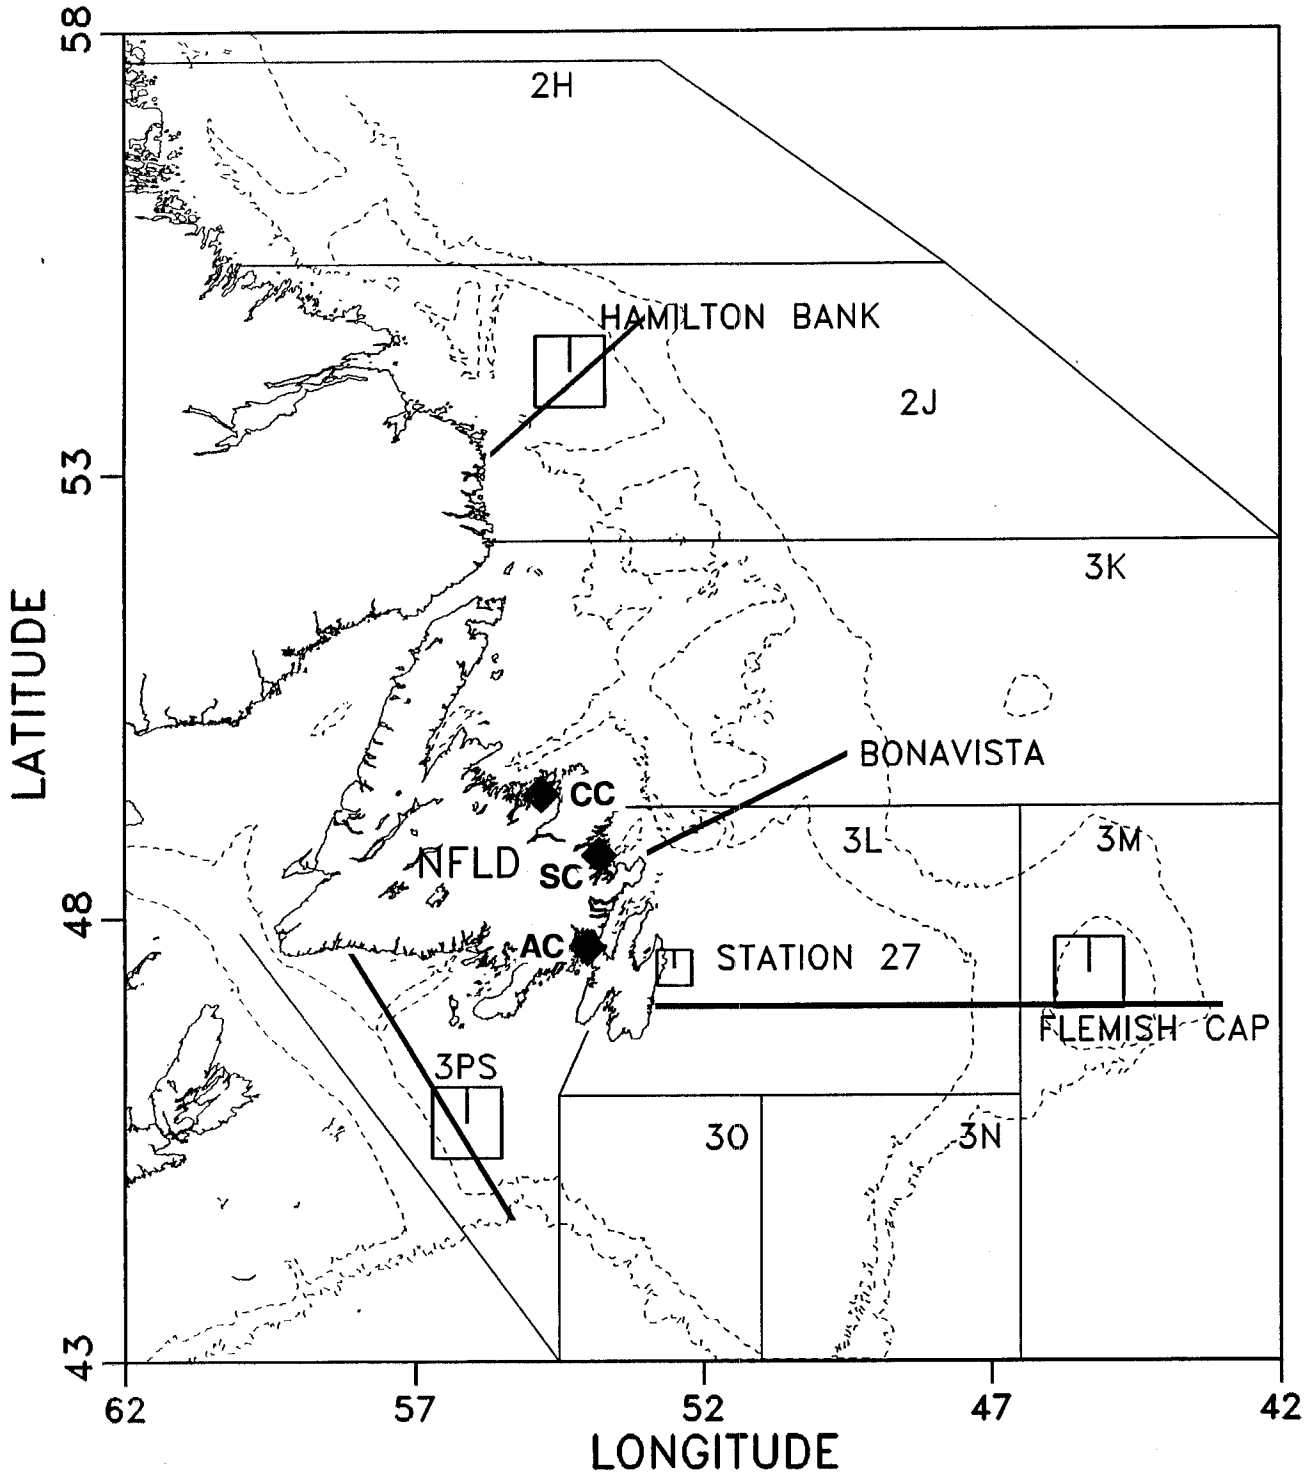 58
2H
HAMILTON BANK
2J
53
3K
LATITUDE
BONAVISTA
CC
3L
3M
NFLD
SC
48
AC
STATION 27
FLEMISH CAP
3PS
3O
3N
43
62
57
52
47
42
LONGITUDE